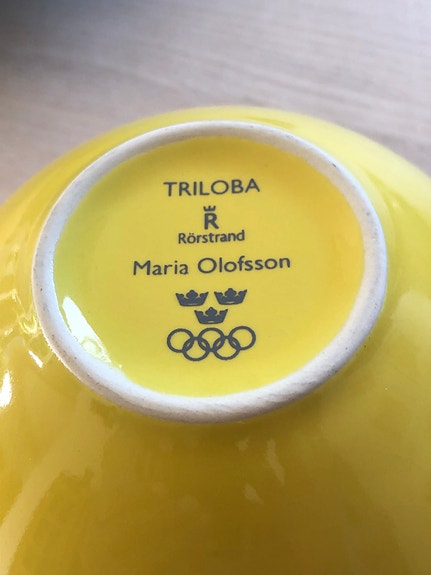 TRILOBA
R
Rörstrand
Maria Olofsson